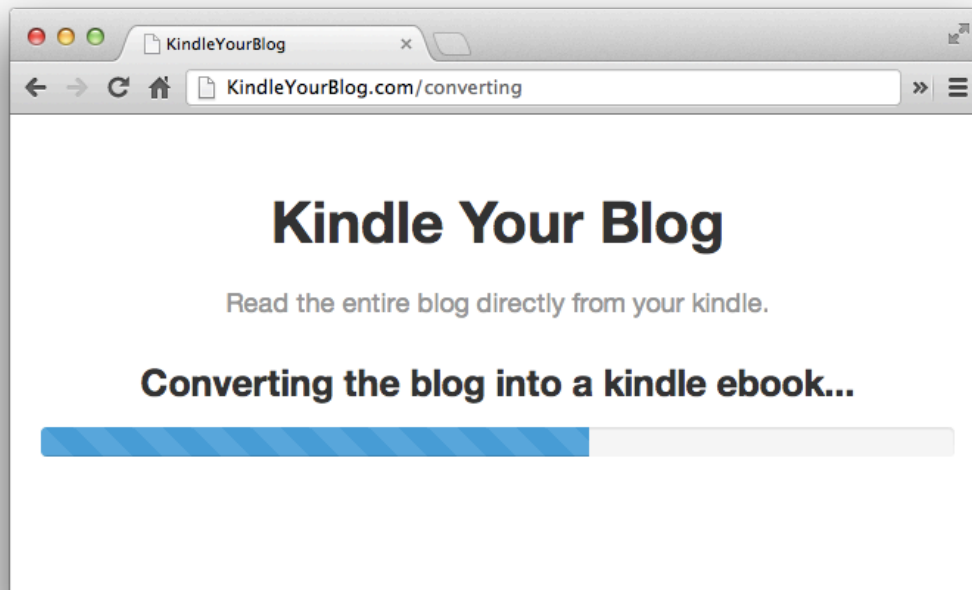 KindleYourBlog
KindleYourBlog.com/converting
Kindle Your Blog
Read the entire blog directly from your kindle.
Converting the blog into a kindle ebook...